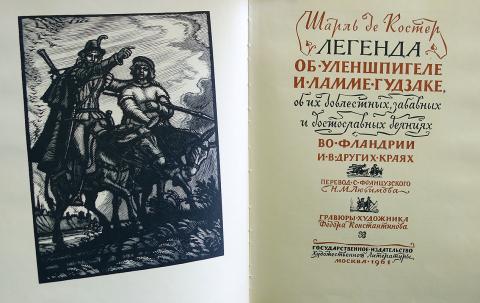 Шарль де Костер
ЛЕГЕНДА
ОБ·УЛЕНШПИГЕЛЕ
И·ЛАММЕ·ГУДЗАКЕ,
об их доблестных, забавных
и достославных деяниях
ВО·ФЛАНДРИИ
И·В·ДРУГИХ·КРАЯХ
ПЕРЕВОД·С·ФРАНЦУЗСКОГО
Н.М.Любимова
ГРАВЮРЫ·ХУДОЖНИКА
Фёдора Константинова
ГОСУДАРСТВЕННОЕ·ИЗДАТЕЛЬСТВО
Художественной Литературы
МОСКВА·1961